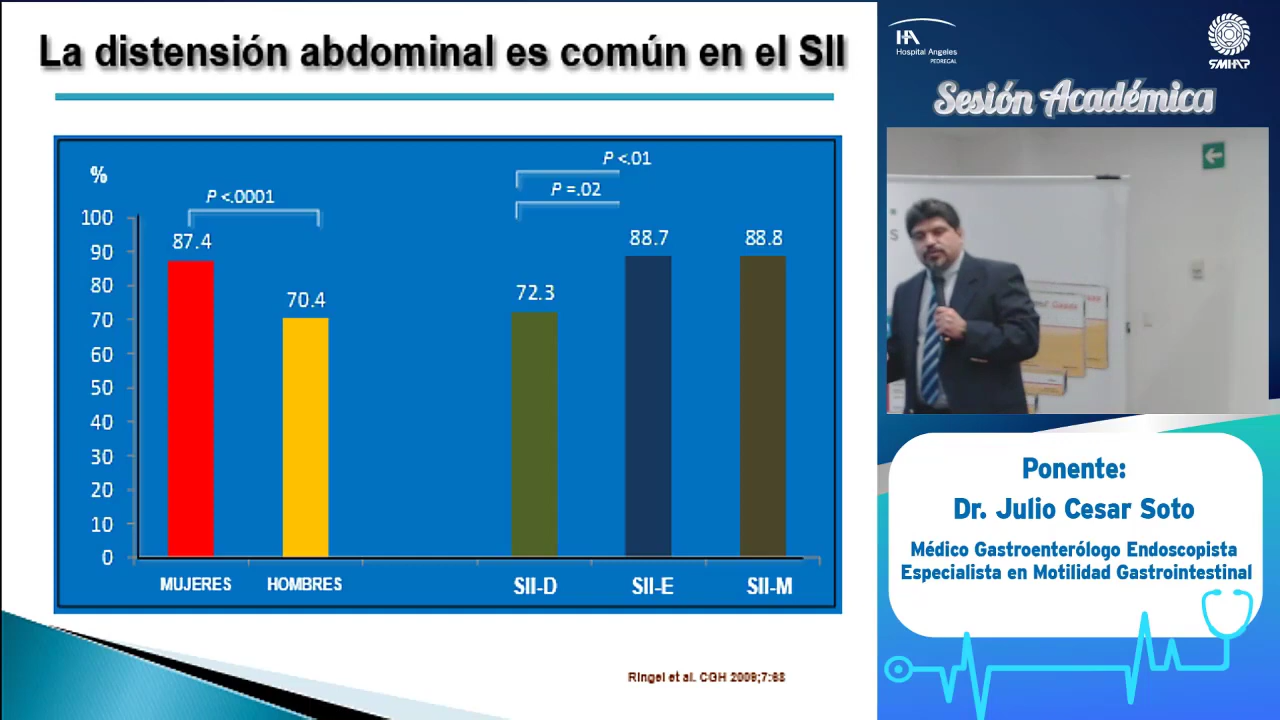 La distensión abdominal es común en el SII
%
P <.0001
P <.01
P =.02
100
90
80
70
60
50
40
30
20
10
0
87.4
70.4
72.3
88.7
88.8
MUJERES
HOMBRES
SII-D
SII-E
SII-M
Ringel et al. CGH 2009;7:68
HA
Hospital Angeles
PEDREGAL
SMHAP
Sesión Académica
Ponente:
Dr. Julio Cesar Soto
Médico Gastroenterólogo Endoscopista
Especialista en Motilidad Gastrointestinal